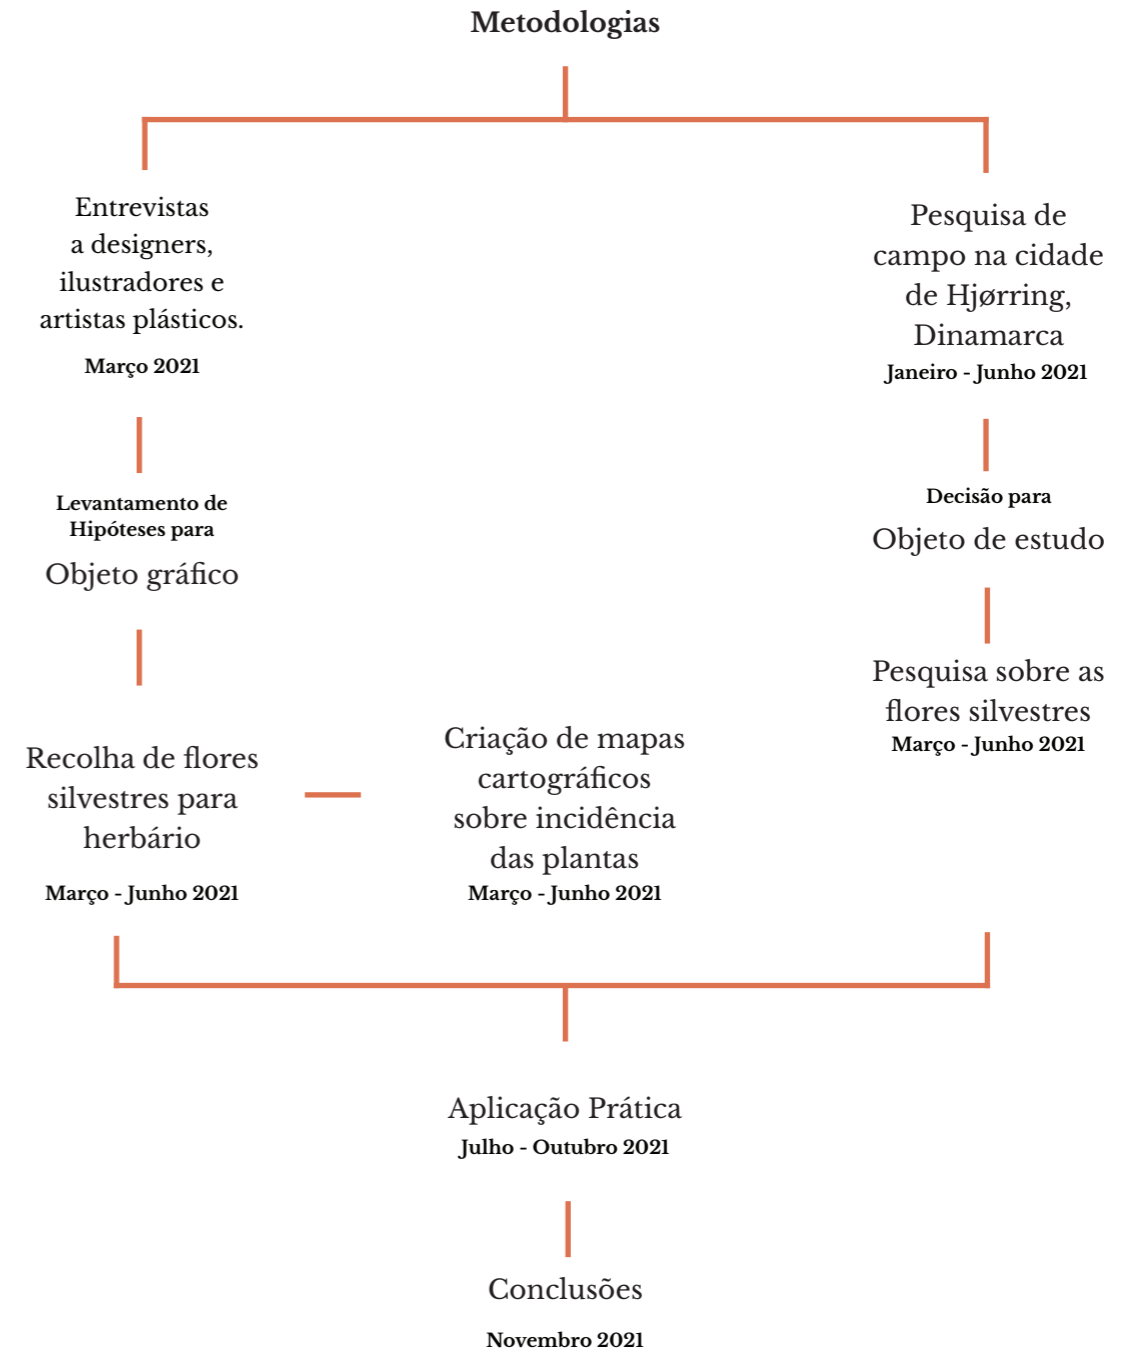 Metodologias
Entrevistas
a designers,
ilustradores e
artistas plásticos.
Março 2021
Levantamento de
Hipóteses para
Objeto gráfico
Recolha de flores
silvestres para
herbário
Março - Junho 2021
Criação de mapas
cartográficos
sobre incidência
das plantas
Março - Junho 2021
Pesquisa de
campo na cidade
de Hjørring,
Dinamarca
Janeiro - Junho 2021
Decisão para
Objeto de estudo
Pesquisa sobre as
flores silvestres
Março - Junho 2021
Aplicação Prática
Julho - Outubro 2021
Conclusões
Novembro 2021